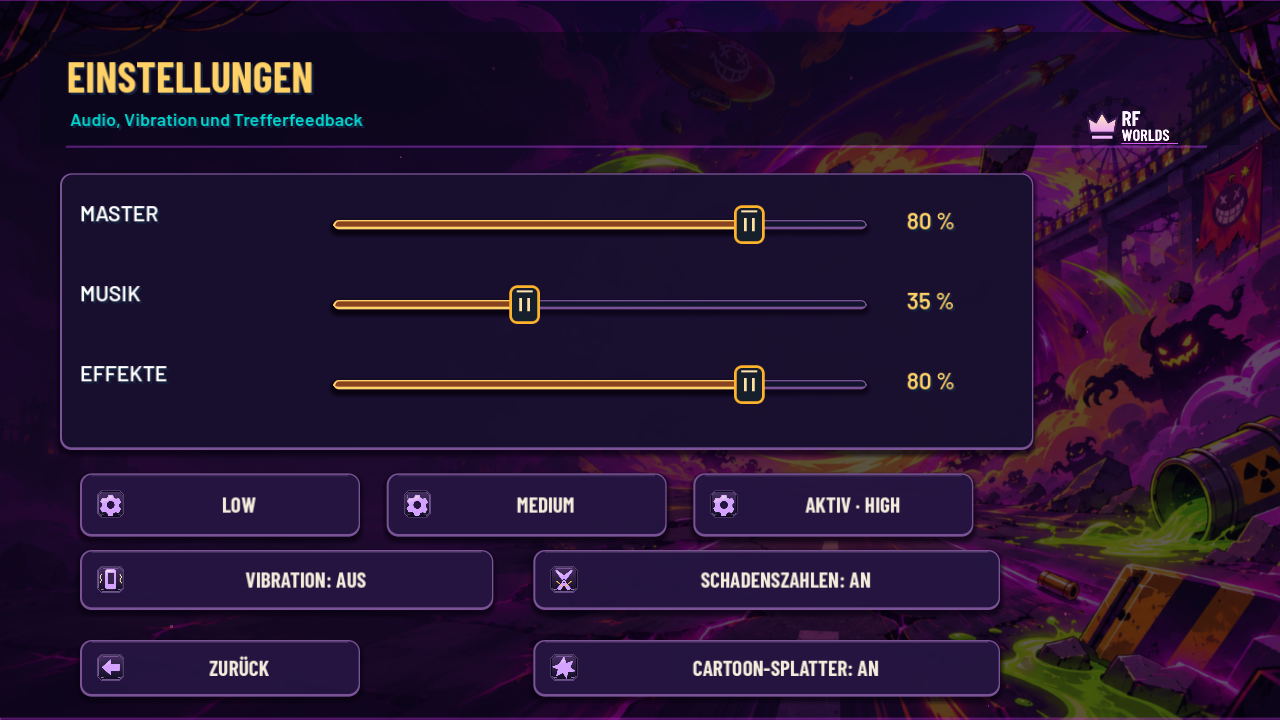 EINSTELLUNGEN
Audio, Vibration und Trefferfeedback
RF
WORLDS
MASTER
80 %
MUSIK
35 %
EFFEKTE
80 %
LOW
MEDIUM
AKTIV · HIGH
VIBRATION: AUS
SCHADENSZAHLEN: AN
ZURÜCK
CARTOON-SPLATTER: AN